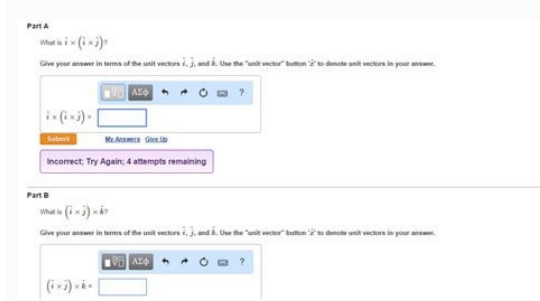 Part A
What is î × (î × ĵ)?
Give your answer in terms of the unit vectors î, ĵ, and k̂. Use the "unit vector" button 'x̂' to denote unit vectors in your answer.
ΑΣφ ?
î × (î × ĵ) =
Submit My Answers Give Up
Incorrect; Try Again; 4 attempts remaining
Part B
What is (î × ĵ) × k̂?
Give your answer in terms of the unit vectors î, ĵ, and k̂. Use the "unit vector" button 'x̂' to denote unit vectors in your answer.
ΑΣφ ?
(î × ĵ) × k̂ =